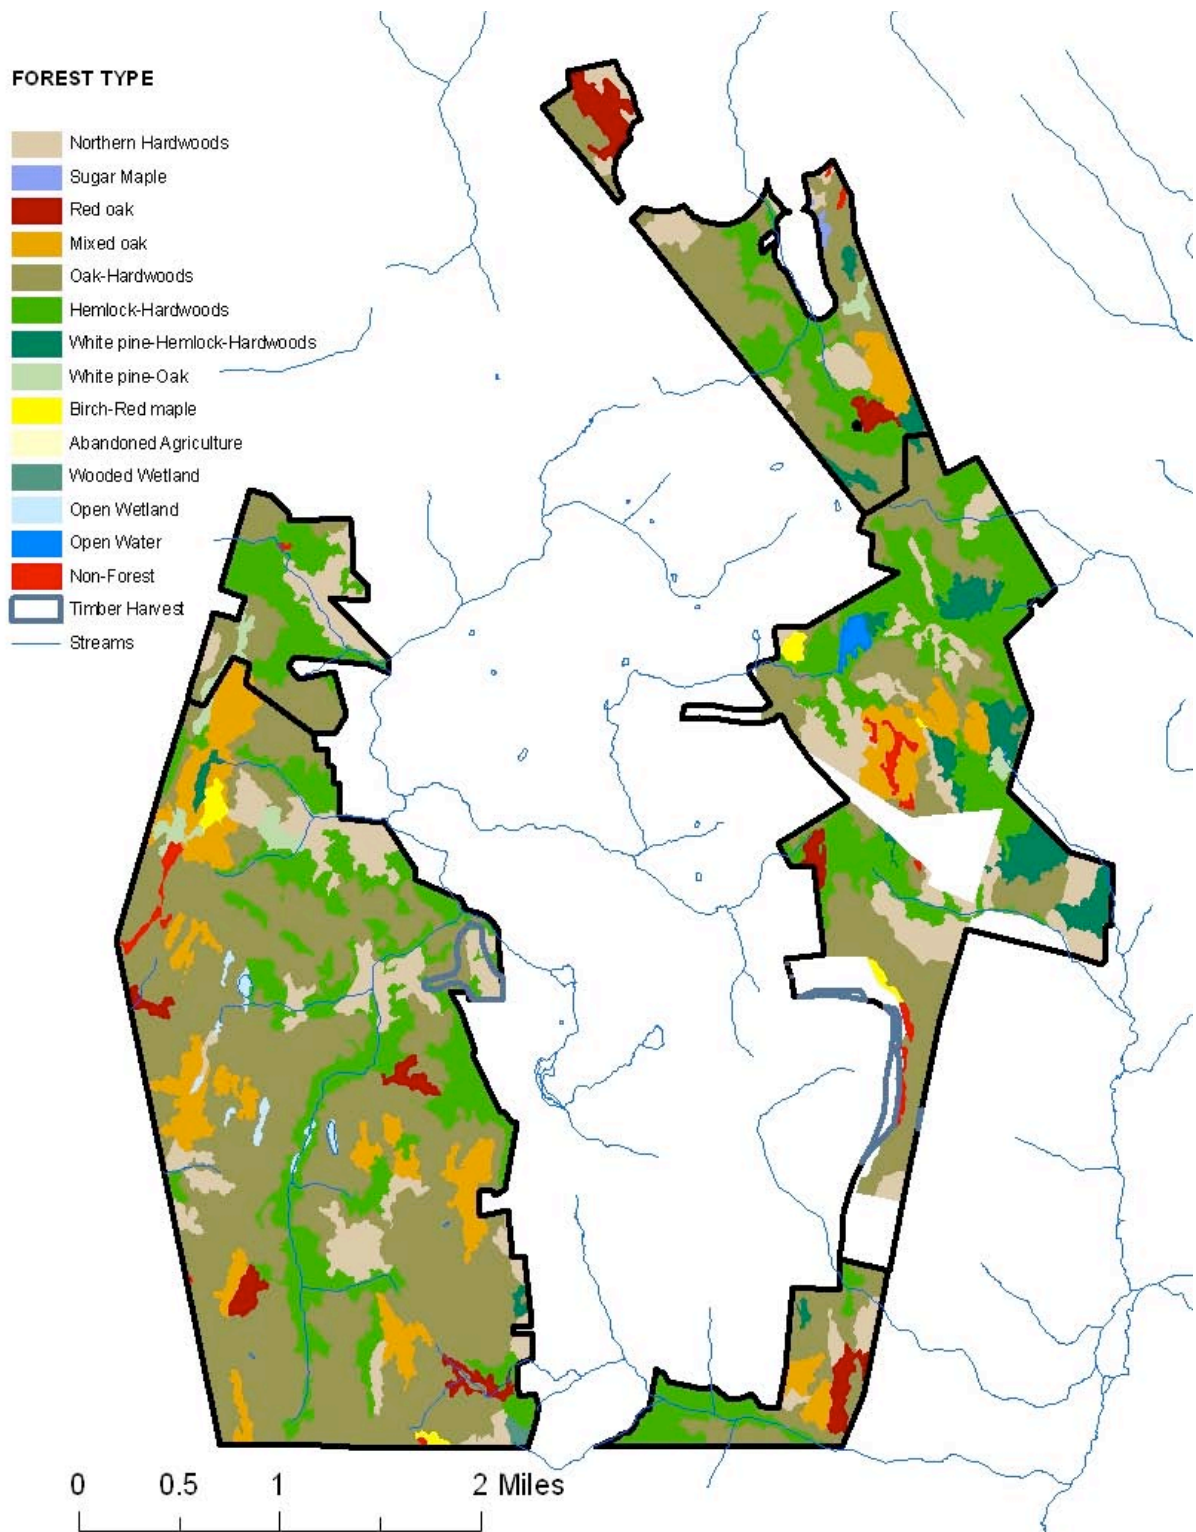 FOREST TYPE
Northern Hardwoods
Sugar Maple
Red oak
Mixed oak
Oak-Hardwoods
Hemlock-Hardwoods
White pine-Hemlock-Hardwoods
White pine-Oak
Birch-Red maple
Abandoned Agriculture
Wooded Wetland
Open Wetland
Open Water
Non-Forest
Timber Harvest
Streams
0 0.5 1 2 Miles